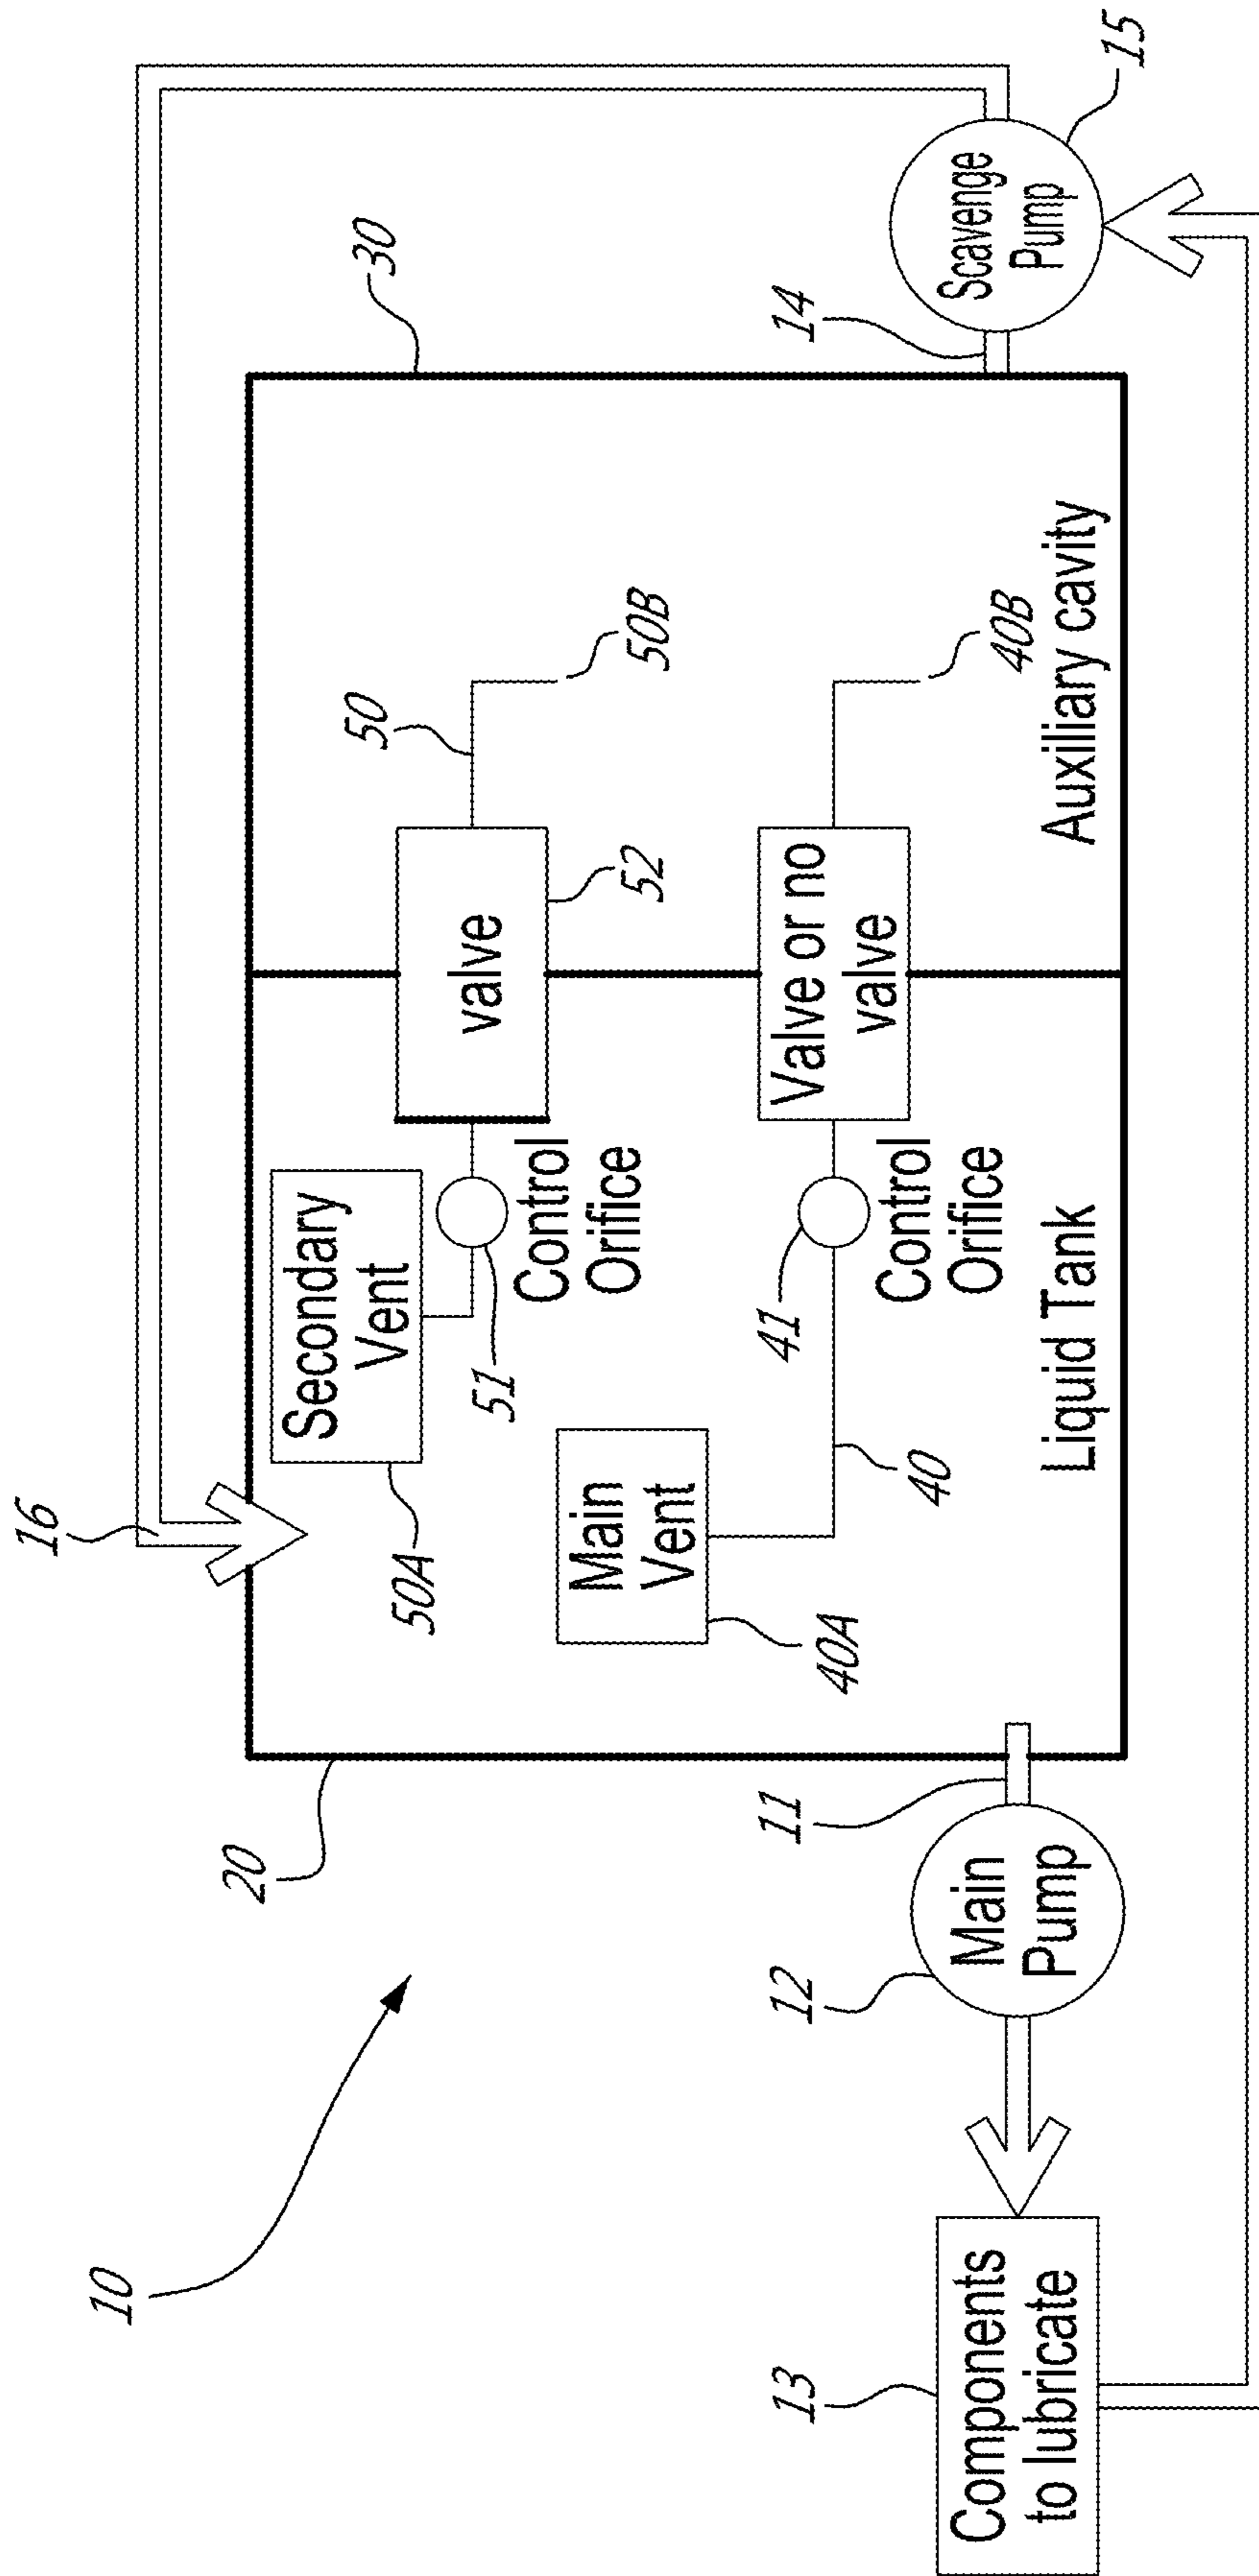 10
16
20
30
Secondary
Vent
50A
51
Control
Orifice
valve
52
50
50B
Main
Vent
40A
40
41
Control
Orifice
Valve or no
valve
40B
Liquid Tank
Auxiliary cavity
14
Scavenge
Pump
15
11
Main
Pump
12
13
Components
to lubricate